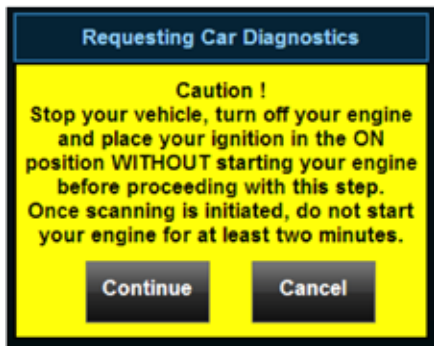 Requesting Car Diagnostics
Caution !
Stop your vehicle, turn off your engine
and place your ignition in the ON
position WITHOUT starting your engine
before proceeding with this step.
Once scanning is initiated, do not start
your engine for at least two minutes.
Continue
Cancel